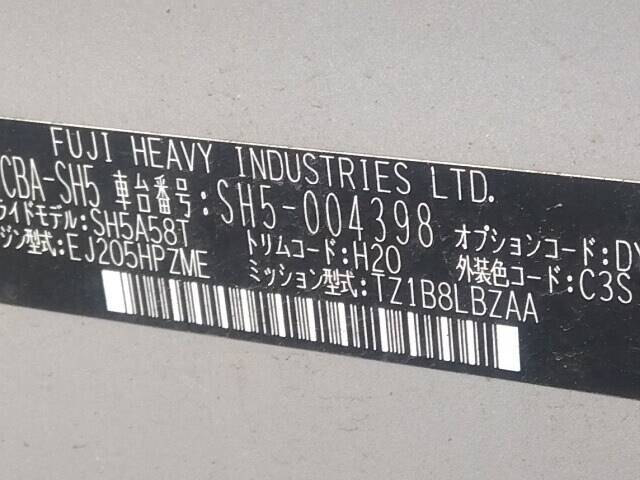 FUJI HEAVY INDUSTRIES LTD.
CBA-SH5 車台番号:SH5-004398
ライドモデル:SH5A58T トリムコード:H20 オプションコード:DY
ジン型式:EJ205HPZME ミッション型式:TZ1B8LBZAA 外装色コード:C3S